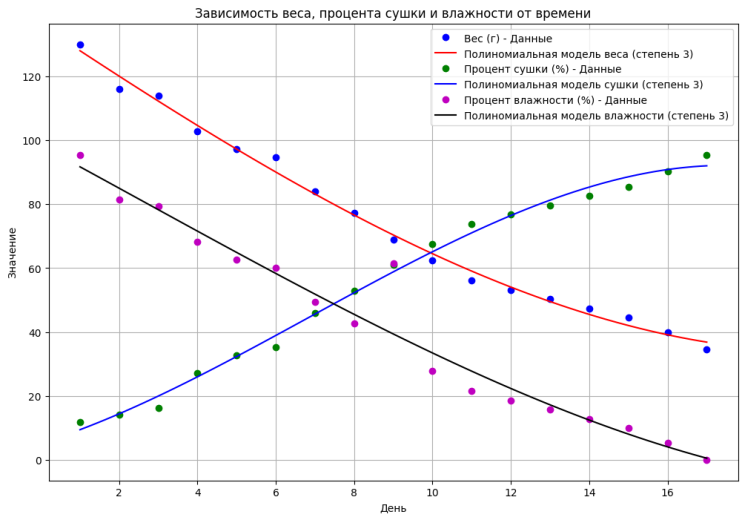 Зависимость веса, процента сушки и влажности от времени
Вес (г) - Данные
Полиномиальная модель веса (степень 3)
Процент сушки (%) - Данные
Полиномиальная модель сушки (степень 3)
Процент влажности (%) - Данные
Полиномиальная модель влажности (степень 3)
Значение
120
100
80
60
40
20
0
2 4 6 8 10 12 14 16
День